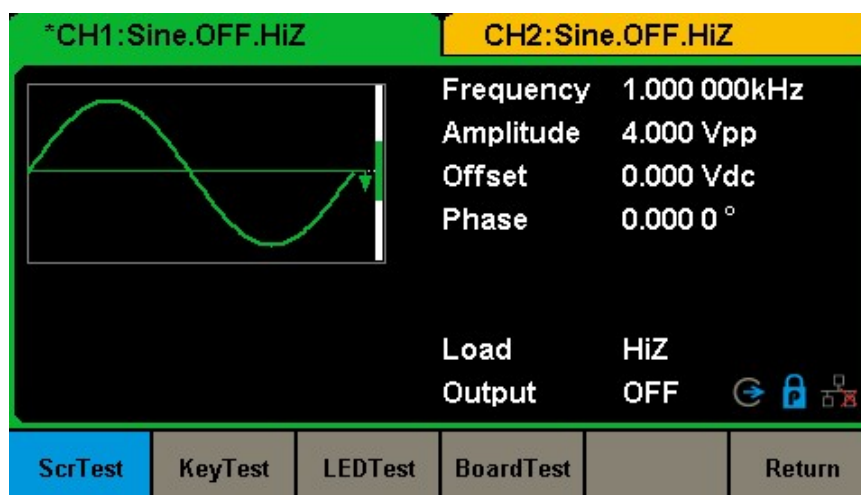 *CH1:Sine.OFF.HiZ
CH2:Sine.OFF.HiZ
Frequency 1.000 000kHz
Amplitude 4.000 Vpp
Offset 0.000 Vdc
Phase 0.000 0 °
Load HiZ
Output OFF
P
ScrTest KeyTest LEDTest BoardTest Return